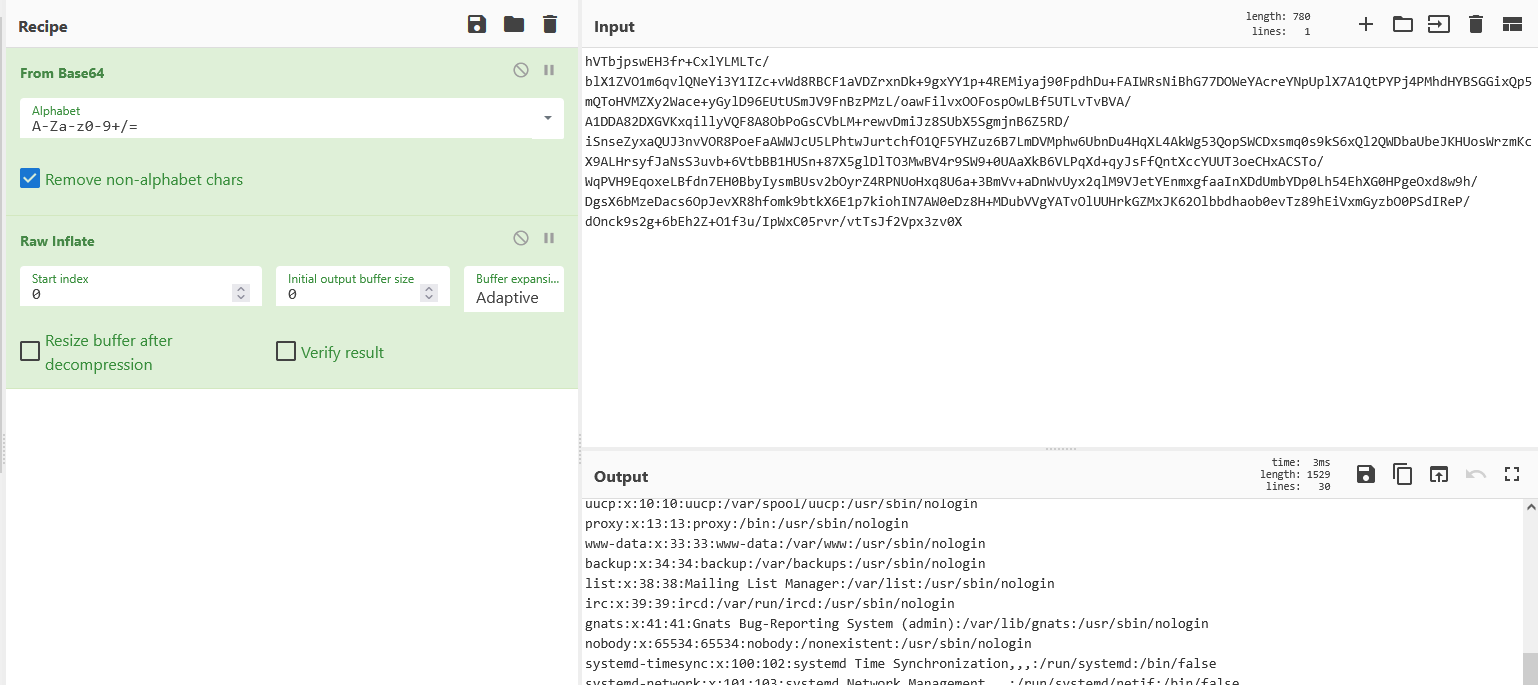 Recipe
From Base64
Alphabet
A-Za-z0-9+/=
Remove non-alphabet chars
Raw Inflate
Start index
0
Initial output buffer size
0
Buffer expansi...
Adaptive
Resize buffer after
decompression
Verify result
Input
length: 780
lines: 1
hVTbjpswEH3fr+CxlYLMLTc/
blX1ZVO1m6qvlQNeYi3Y1IZc+vWd8RBCF1aVDZrxnDk+9gxYY1p+4REMiyaj90FpdhDu+FAIWRsNiBhG77DOWeYAcreYNpUplX7A1QtPYPj4PMhdHYBSGGixQp5
mQToHVMZXy2Wace+yGylD96EUtUSmJV9FnBzPMzL/oawFilvxOOFospOwLBf5UTLvTvBVA/
A1DDA82DXGVKxqillyVQF8A8ObPoGsCVbLM+rewvDmiJz8SUbX5SgmjnB6Z5RD/
iSnseZyxaQUJ3nvVOR8PoeFaAWWJcU5LPhtwJurtchfO1QF5YHZuz6B7LmDVMphw6UbnDu4HqXL4AkWg53QopSWCDxsmq0s9kS6xQl2QWDbaUbeJKHUosWrzmKc
X9ALHrsyfJaNsS3uvb+6VtbBB1HUSn+87X5glDlTO3MwBV4r9SW9+0UAaXkB6VLPqXd+qyJsFfQntXccYUUT3oeCHxACSTo/
WqPVH9EqoxeLBfdn7EH0BbyIysmBUsv2bOyrZ4RPNUoHxq8U6a+3BmVv+aDnWvUyx2qlM9VJetYEnmxgfaaInXDdUmbYDp0Lh54EhXG0HPgeOxd8w9h/
DgsX6bMzeDacs6OpJevXR8hfomk9btkX6E1p7kiohIN7AW0eDz8H+MDubVVgYATvOlUUHrkGZMxJK62Olbbdhaob0evTz89hEiVxmGyzbO0PSdIReP/
dOnck9s2g+6bEh2Z+O1f3u/IpWxC05rvr/vtTsJf2Vpx3zv0X
Output
time: 3ms
length: 1529
lines: 30
uucp:x:10:10:uucp:/var/spool/uucp:/usr/sbin/nologin
proxy:x:13:13:proxy:/bin:/usr/sbin/nologin
www-data:x:33:33:www-data:/var/www:/usr/sbin/nologin
backup:x:34:34:backup:/var/backups:/usr/sbin/nologin
list:x:38:38:Mailing List Manager:/var/list:/usr/sbin/nologin
irc:x:39:39:ircd:/var/run/ircd:/usr/sbin/nologin
gnats:x:41:41:Gnats Bug-Reporting System (admin):/var/lib/gnats:/usr/sbin/nologin
nobody:x:65534:65534:nobody:/nonexistent:/usr/sbin/nologin
systemd-timesync:x:100:102:systemd Time Synchronization,,,:/run/systemd:/bin/false
systemd-network:x:101:103:systemd Network Management,,,:/run/systemd/netif:/bin/false